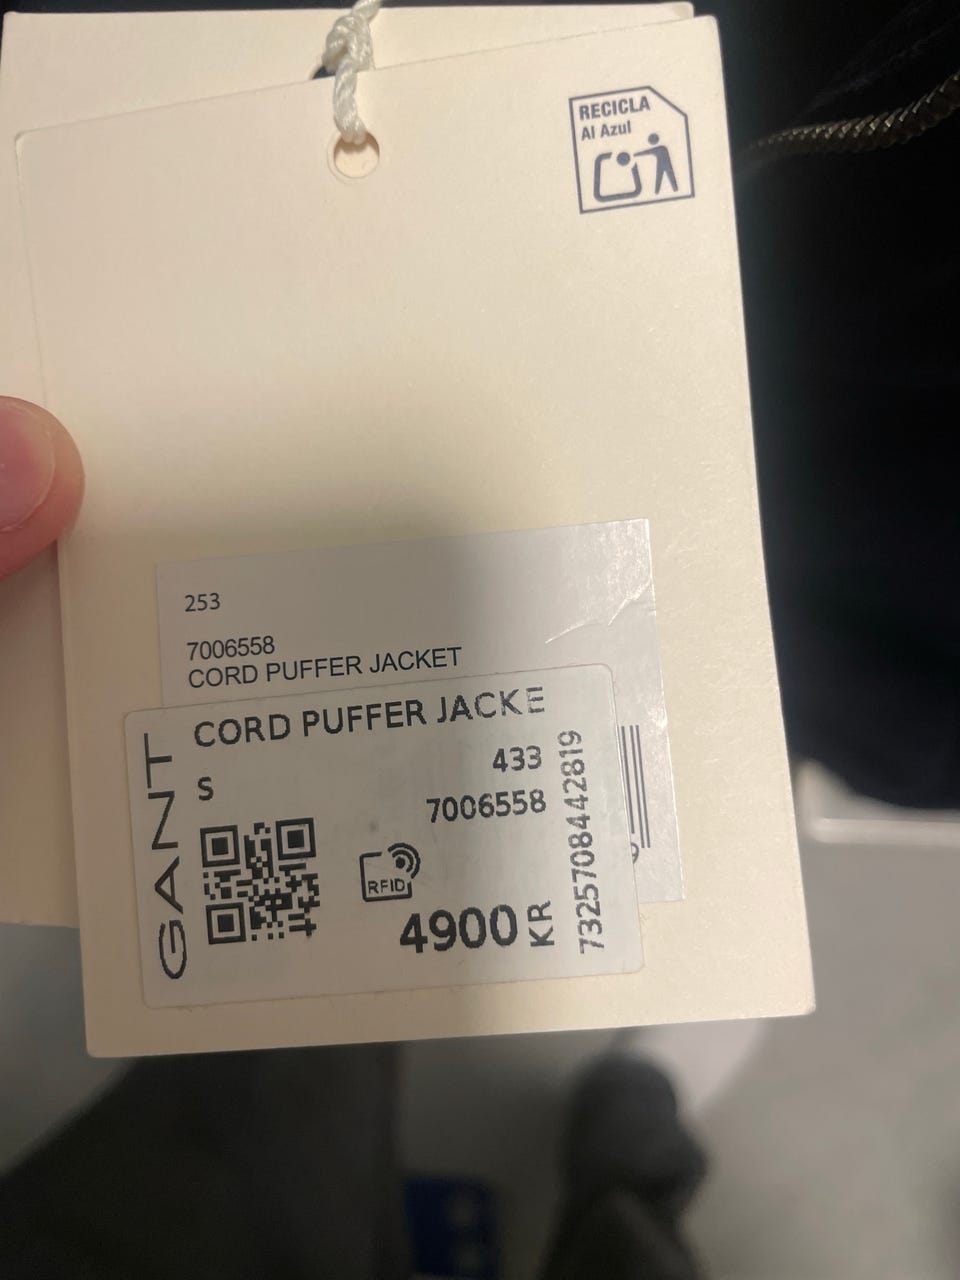 RECICLA
Al Azul
253
7006558
CORD PUFFER JACKET
GANT
CORD PUFFER JACKE
S
433
7006558
RFID
4900 KR
7325708442819